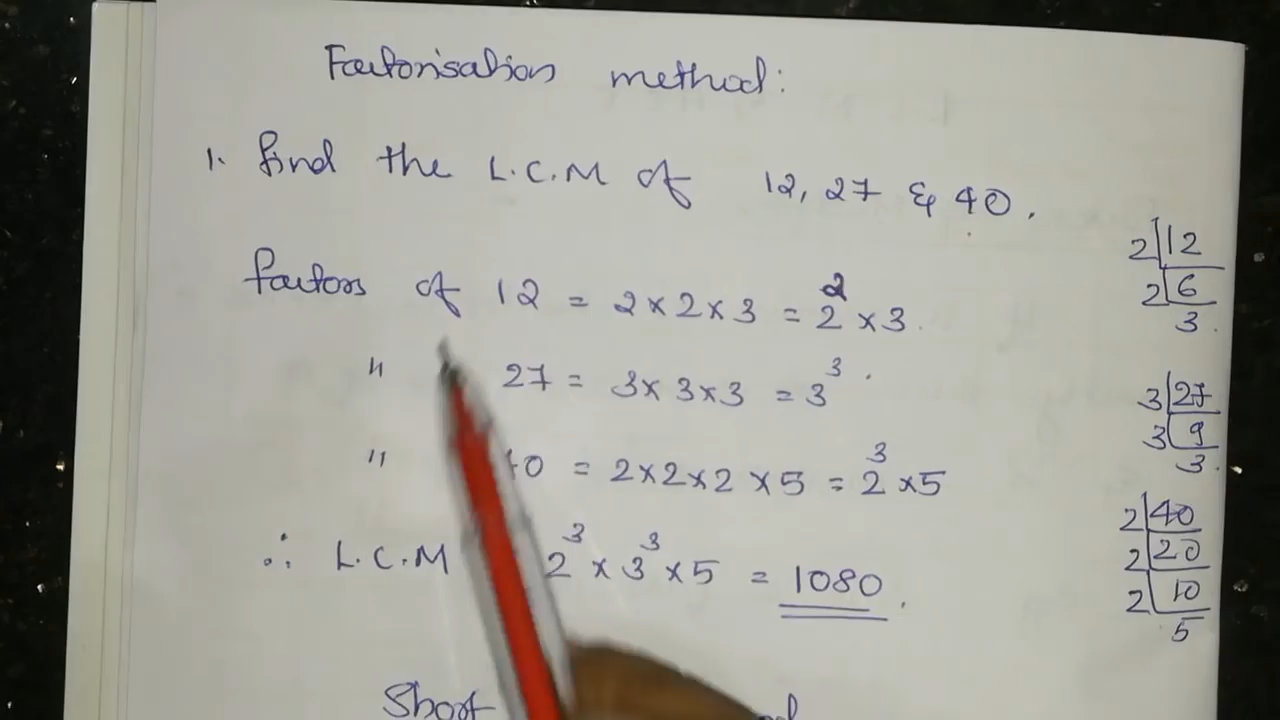 Factorisation method:
1. find the L.C.M of 12, 27 & 40.
factors of 12 = 2 × 2 × 3 = 2² × 3.
" 27 = 3 × 3 × 3 = 3³.
" 40 = 2 × 2 × 2 × 5 = 2³ × 5
∴ L.C.M 2³ × 3³ × 5 = 1080.
Short
2 12
2 6
3.
3 27
3 9
3.
2 40
2 20
2 10
5